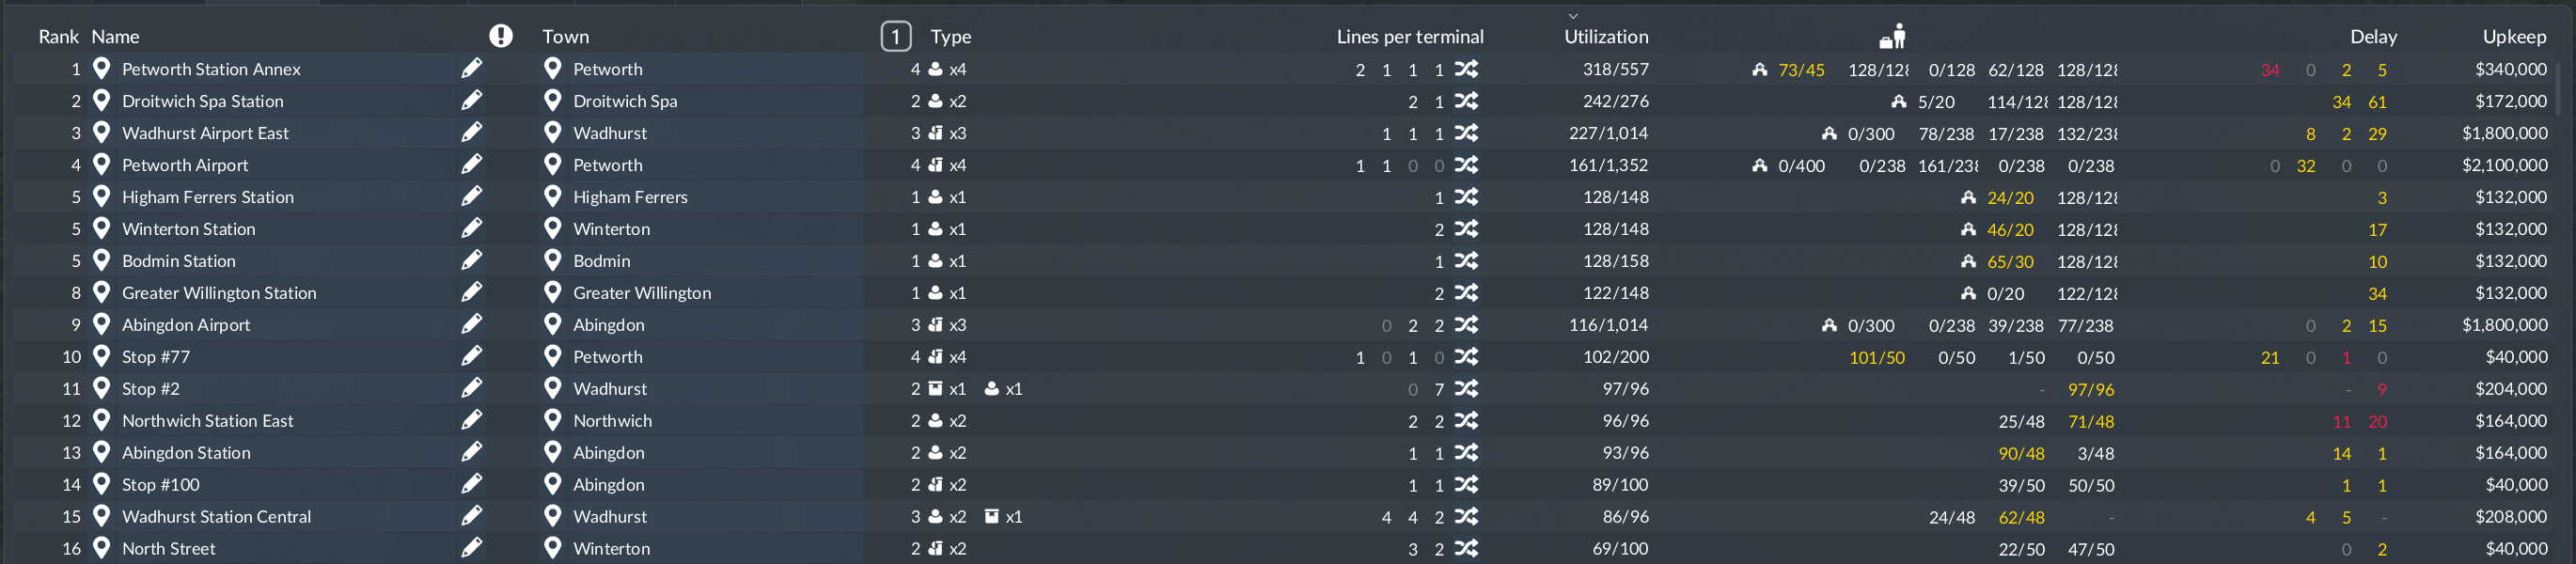 Rank Name Town 1 Type Lines per terminal Utilization Delay Upkeep
1 Petworth Station Annex Petworth 4 x4 2 1 1 1 318/557 73/45 128/128 0/128 62/128 128/128 34 0 2 5 $340,000
2 Droitwich Spa Station Droitwich Spa 2 x2 2 1 242/276 5/20 114/128 128/128 34 61 $172,000
3 Wadhurst Airport East Wadhurst 3 x3 1 1 1 227/1,014 0/300 78/238 17/238 132/238 8 2 29 $1,800,000
4 Petworth Airport Petworth 4 x4 1 1 0 0 161/1,352 0/400 0/238 161/238 0/238 0/238 0 32 0 0 $2,100,000
5 Higham Ferrers Station Higham Ferrers 1 x1 1 128/148 24/20 128/128 3 $132,000
5 Winterton Station Winterton 1 x1 2 128/148 46/20 128/128 17 $132,000
5 Bodmin Station Bodmin 1 x1 1 128/158 65/30 128/128 10 $132,000
8 Greater Willington Station Greater Willington 1 x1 2 122/148 0/20 122/128 34 $132,000
9 Abingdon Airport Abingdon 3 x3 0 2 2 116/1,014 0/300 0/238 39/238 77/238 0 2 15 $1,800,000
10 Stop #77 Petworth 4 x4 1 0 1 0 102/200 101/50 0/50 1/50 0/50 21 0 1 0 $40,000
11 Stop #2 Wadhurst 2 x1 x1 0 7 97/96 - 97/96 - 9 $204,000
12 Northwich Station East Northwich 2 x2 2 2 96/96 25/48 71/48 11 20 $164,000
13 Abingdon Station Abingdon 2 x2 1 1 93/96 90/48 3/48 14 1 $164,000
14 Stop #100 Abingdon 2 x2 1 1 89/100 39/50 50/50 1 1 $40,000
15 Wadhurst Station Central Wadhurst 3 x2 x1 4 4 2 86/96 24/48 62/48 - 4 5 - $208,000
16 North Street Winterton 2 x2 3 2 69/100 22/50 47/50 0 2 $40,000